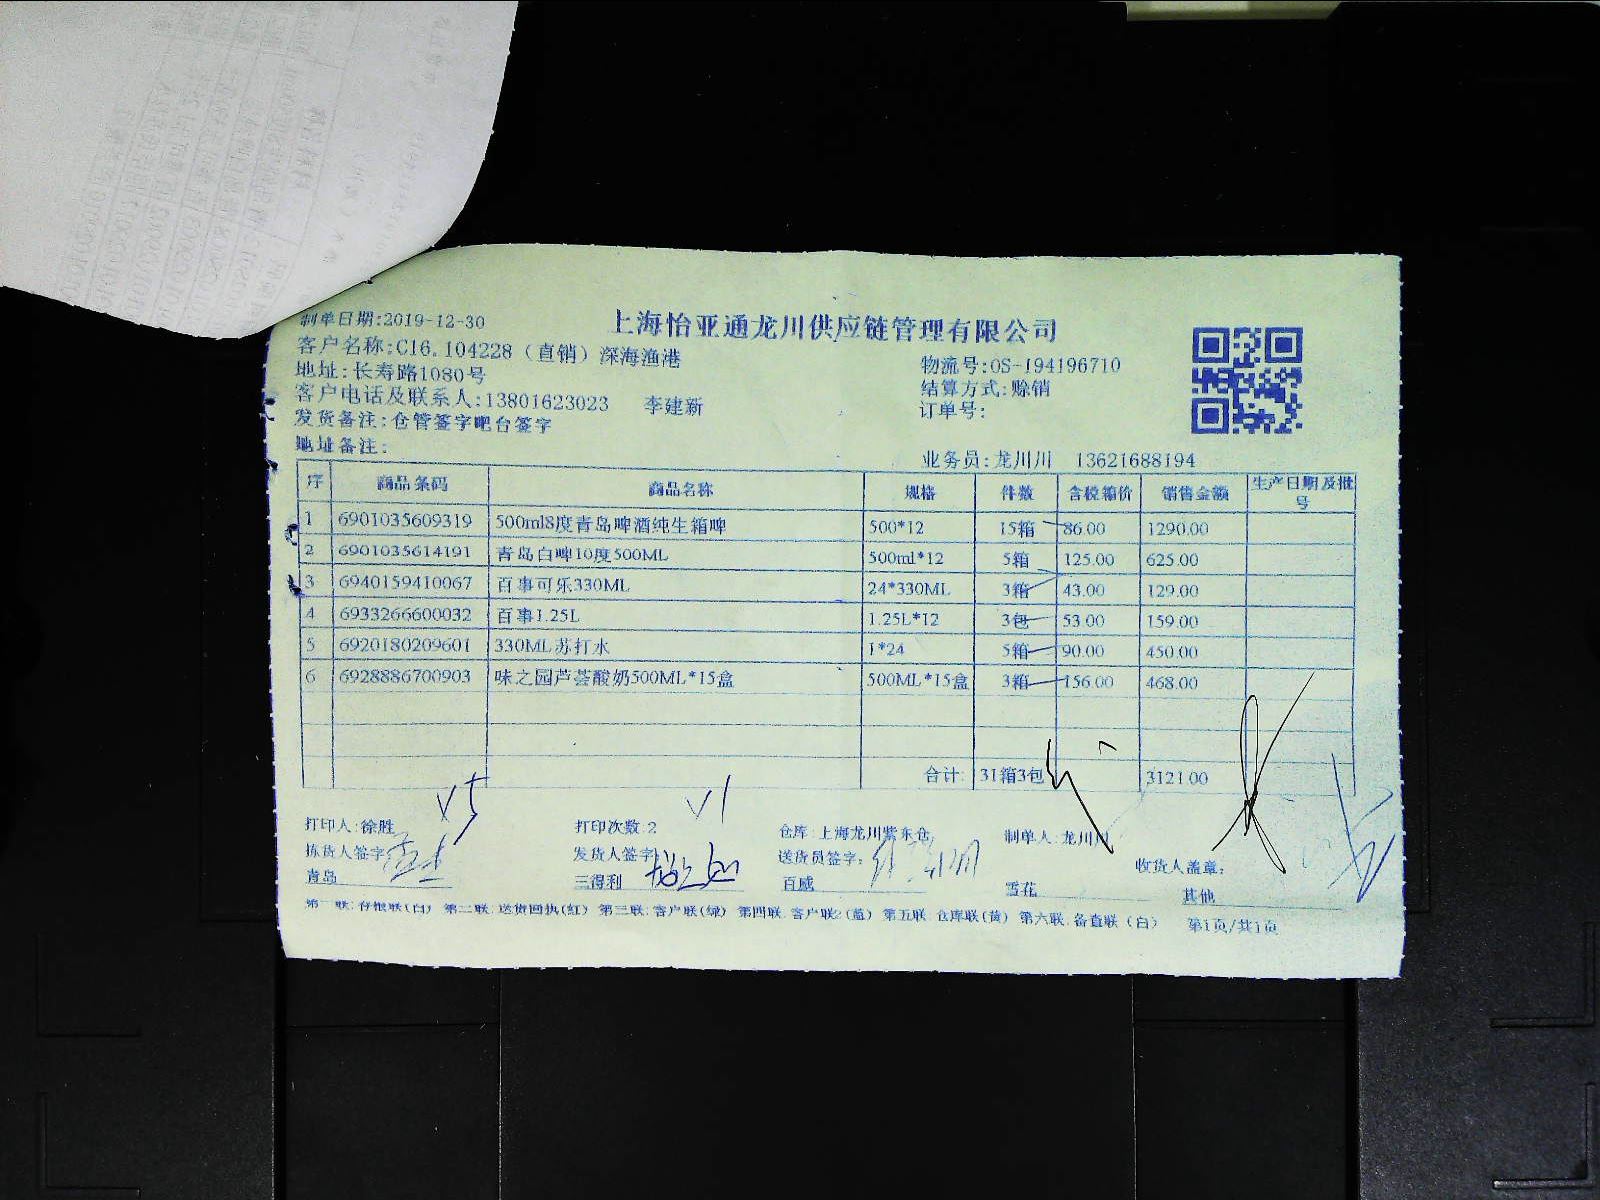 上海怡亚通龙川供应链管理有限公司
制单日期:2019-12-30
客户名称:C16.104228（直销）深海渔港
物流号:OS-194196710
地址:长寿路1080号
结算方式:赊销
客户电话及联系人:13801623023 李建新
订单号:
发货备注:仓管签字吧台签字
地址备注:
业务员:龙川川 13621688194
序 商品条码 商品名称 规格 件数 含税箱价 销售金额 生产日期及批号
1 6901035609319 500ml8度青岛啤酒纯生箱啤 500*12 15箱 86.00 1290.00
2 6901035614191 青岛白啤10度500ML 500ml*12 5箱 125.00 625.00
3 6940159410067 百事可乐330ML 24*330ML 3箱 43.00 129.00
4 6933266600032 百事1.25L 1.25L*12 3包 53.00 159.00
5 6920180209601 330ML苏打水 1*24 5箱 90.00 450.00
6 6928886700903 味之园芦荟酸奶500ML*15盒 500ML*15盒 3箱 156.00 468.00
合计: 31箱3包 3121.00
V5 V1
打印人:徐胜 打印次数:2 仓库:上海龙川紫东仓 制单人:龙川川
拣货人签字 发货人签字 送货员签字: 收货人盖章:
青岛 三得利 百威 雪花 其他
第一联:存根联(白) 第二联:送货回执(红) 第三联:客户联(绿) 第四联:客户联2(蓝) 第五联:仓库联(黄) 第六联:备查联（白） 第1页/共1页